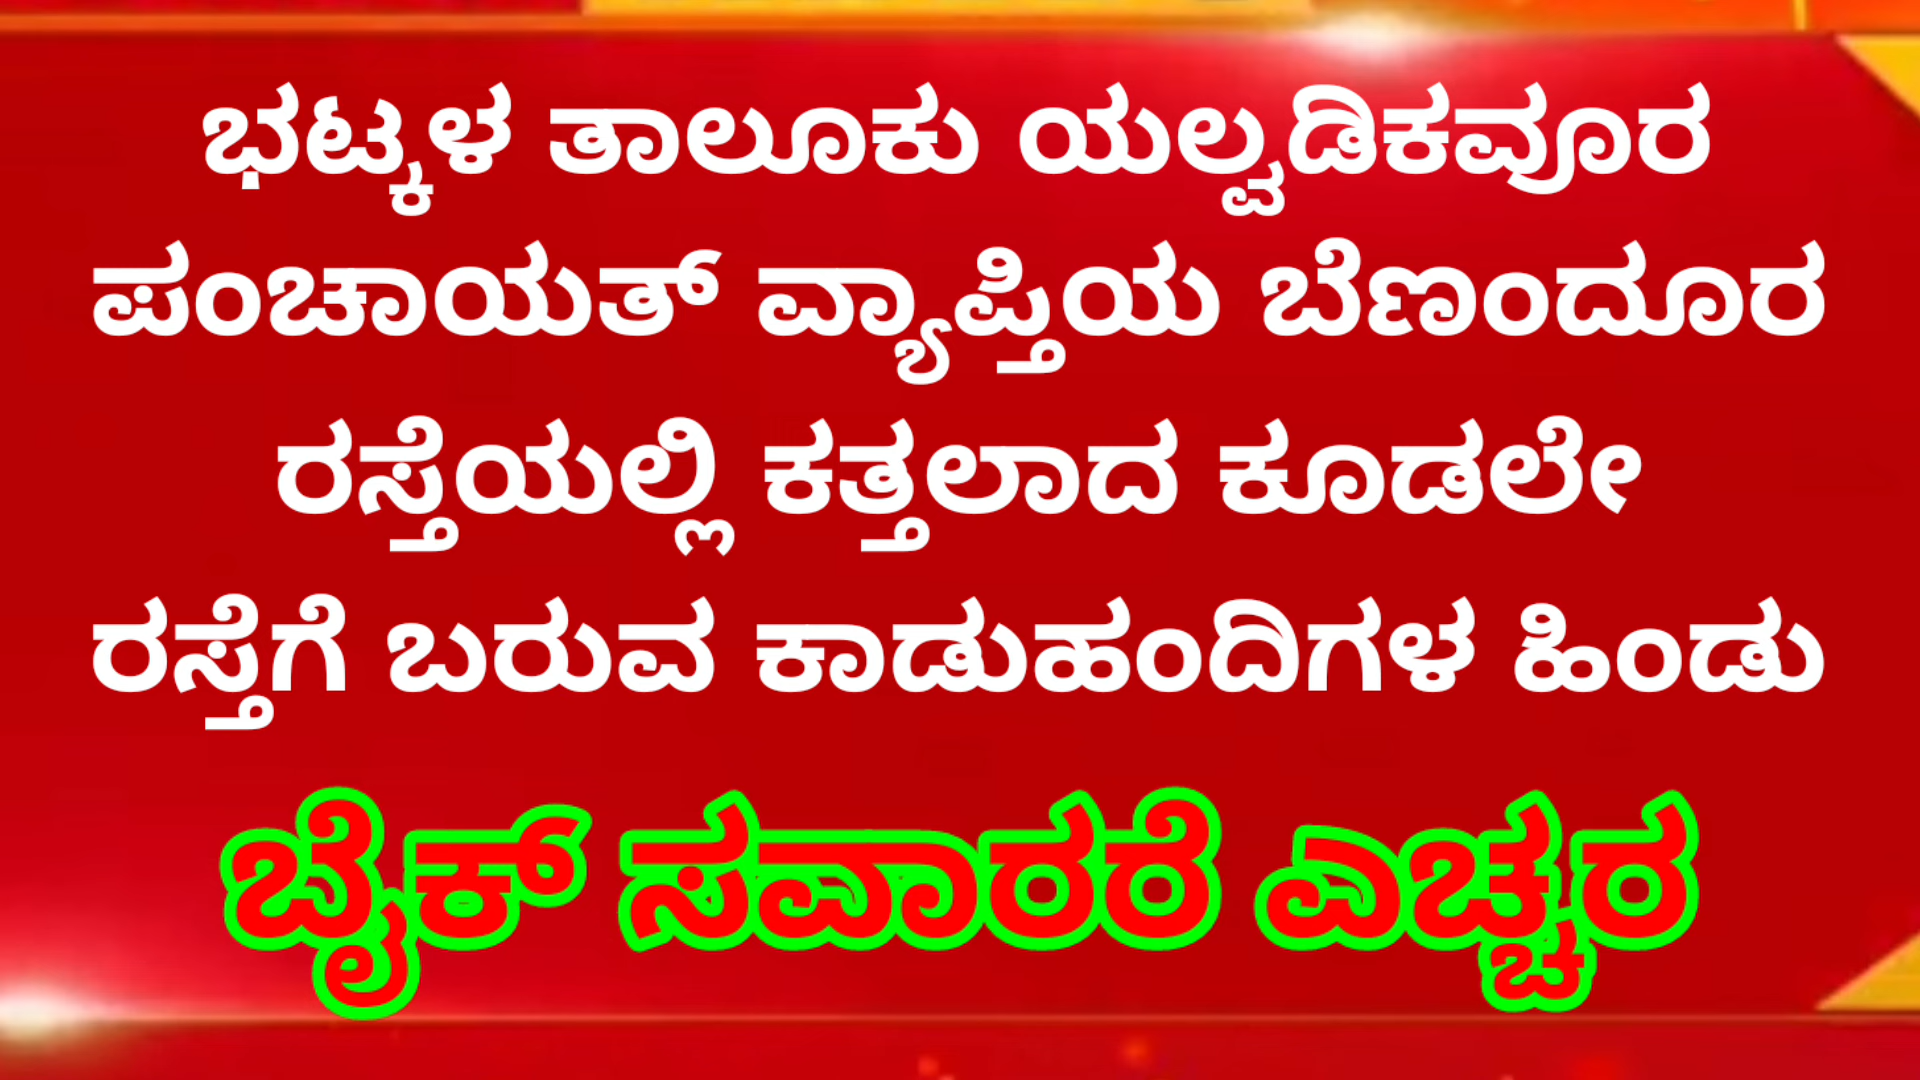 ಭಟ್ಕಳ ತಾಲೂಕು ಯಲ್ವಡಿಕವೂರ
ಪಂಚಾಯತ್ ವ್ಯಾಪ್ತಿಯ ಬೆಣಂದೂರ
ರಸ್ತೆಯಲ್ಲಿ ಕತ್ತಲಾದ ಕೂಡಲೇ
ರಸ್ತೆಗೆ ಬರುವ ಕಾಡುಹಂದಿಗಳ ಹಿಂಡು
ಬೈಕ್ ಸವಾರರೆ ಎಚ್ಚರ